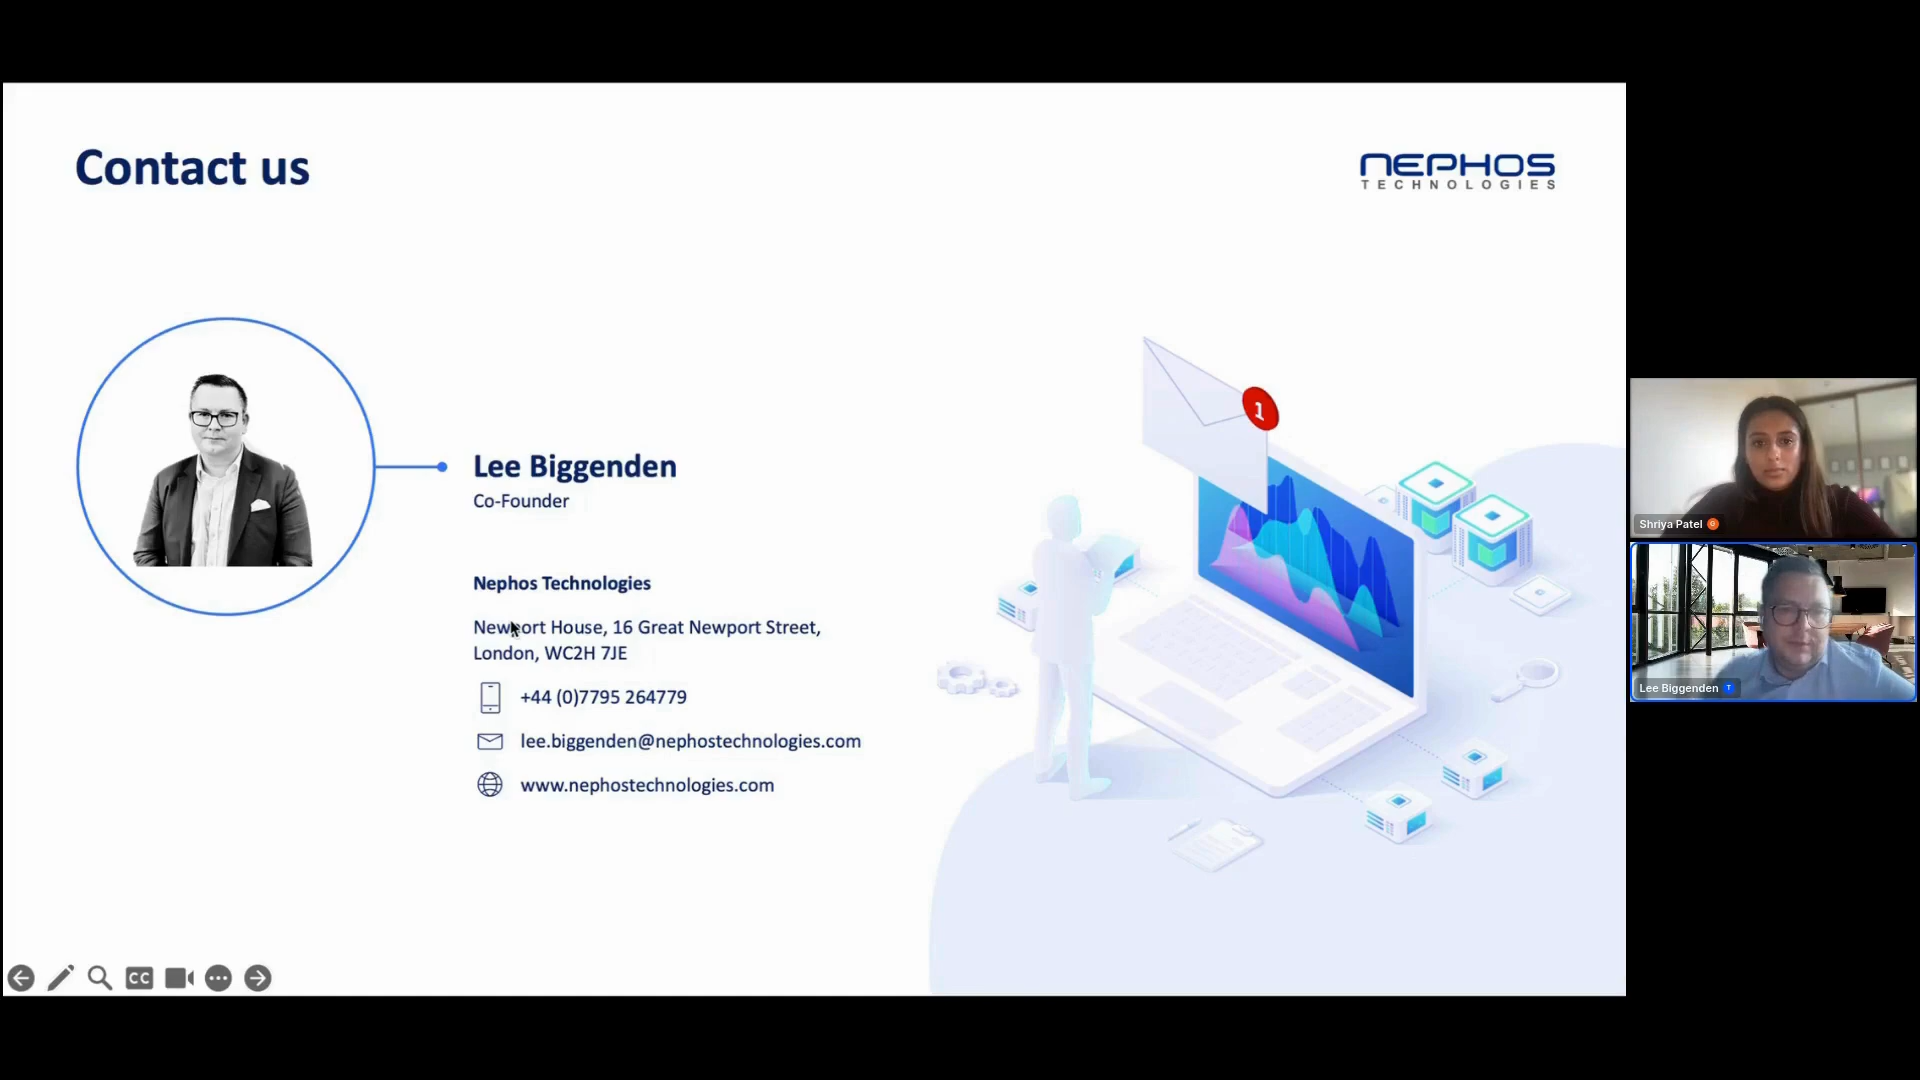 Contact us
NEPHOS
TECHNOLOGIES
1
Lee Biggenden
Co-Founder
Nephos Technologies
Newport House, 16 Great Newport Street,
London, WC2H 7JE
+44 (0)7795 264779
lee.biggenden@nephostechnologies.com
www.nephostechnologies.com
CC
Shriya Patel
Lee Biggenden